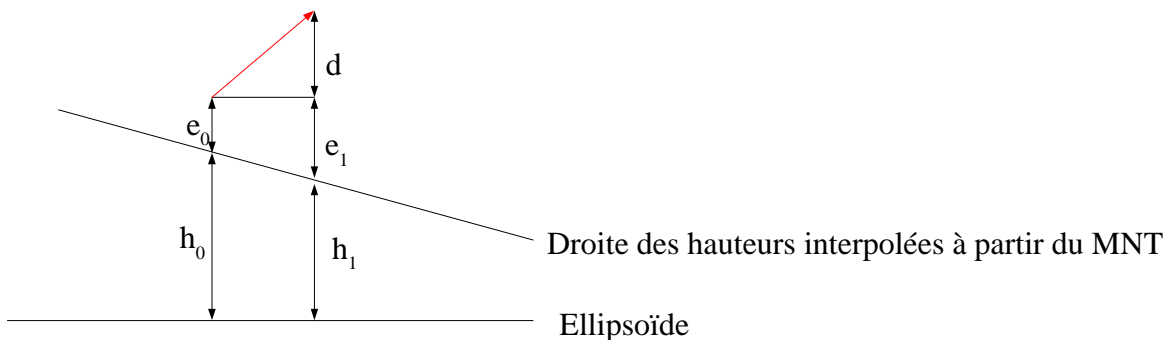 d
e₀
e₁
h₀
h₁
Droite des hauteurs interpolées à partir du MNT
Ellipsoïde